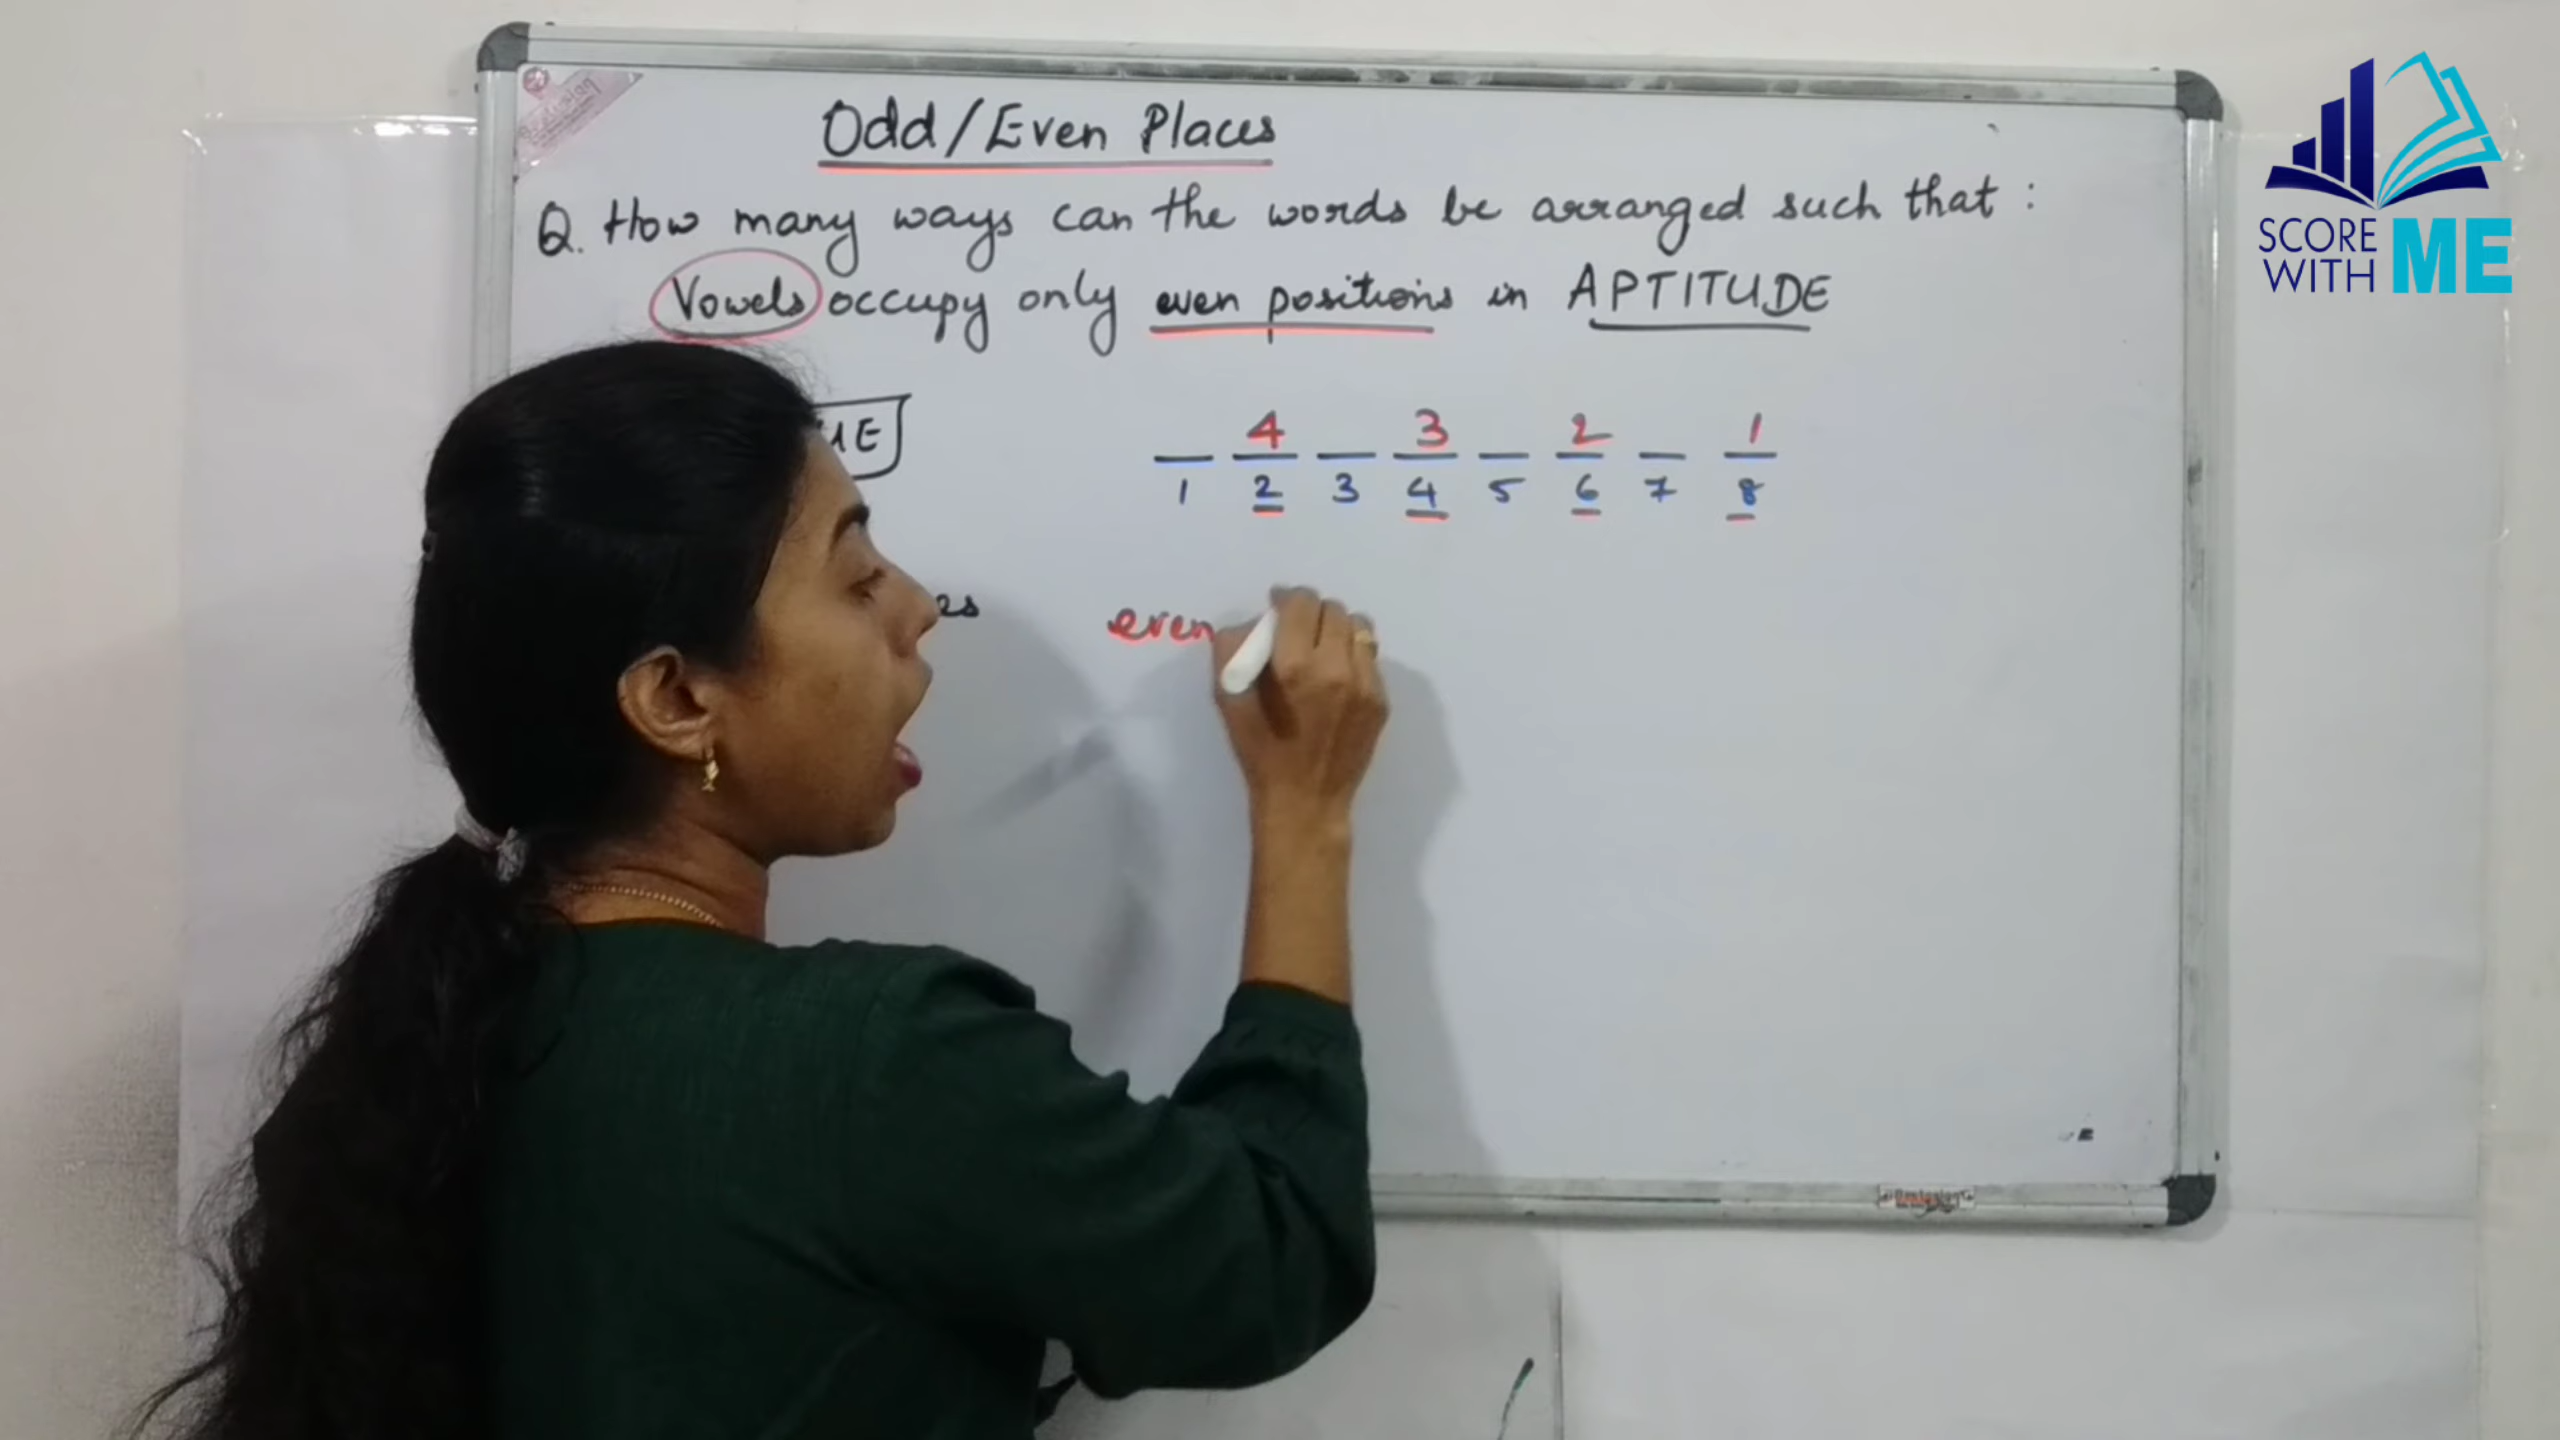 Odd/Even Places
Q. How many ways can the words be arranged such that :
Vowels occupy only even positions in APTITUDE
4 3 2 1
1 2 3 4 5 6 7 8
even
SCORE
WITH ME